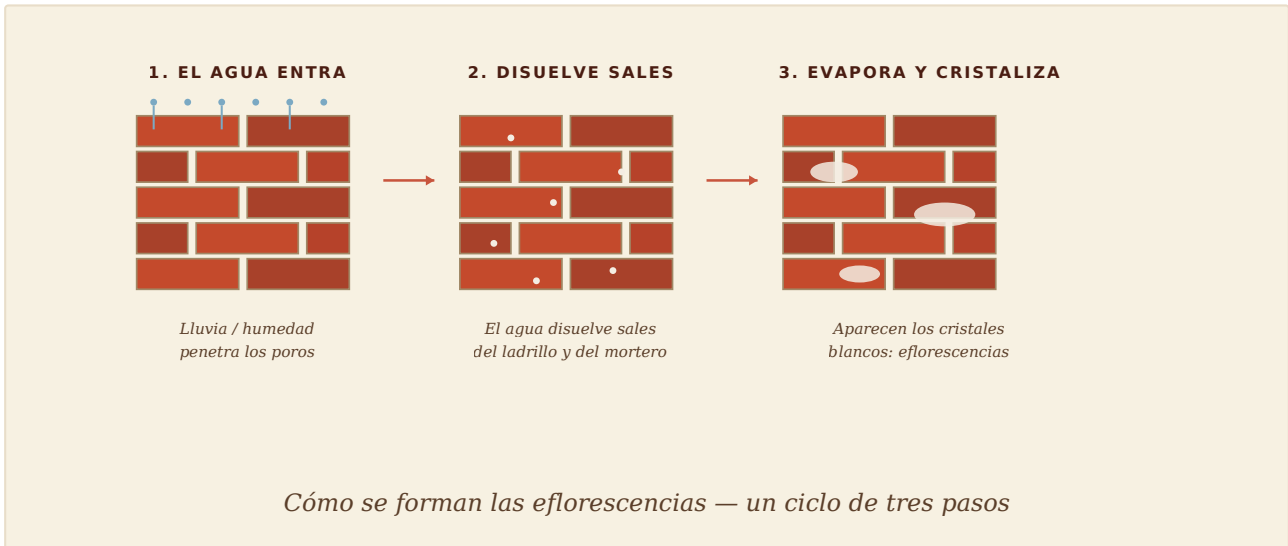 1. EL AGUA ENTRA
2. DISUELVE SALES
3. EVAPORA Y CRISTALIZA
Lluvia / humedad
penetra los poros
El agua disuelve sales
del ladrillo y del mortero
Aparecen los cristales
blancos: eflorescencias
Cómo se forman las eflorescencias — un ciclo de tres pasos